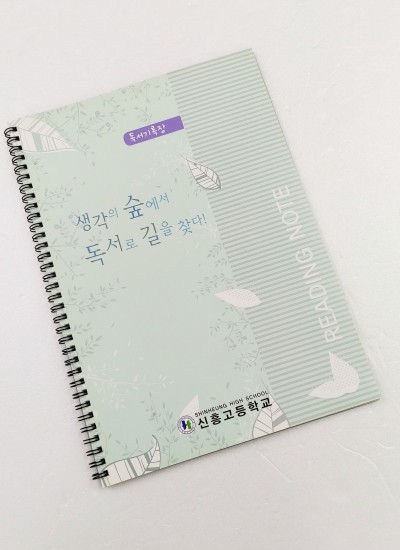 독서기록장
생각의 숲에서
독서로 길을 찾다!
READING NOTE
SHINHEUNG HIGH SCHOOL
신흥고등학교